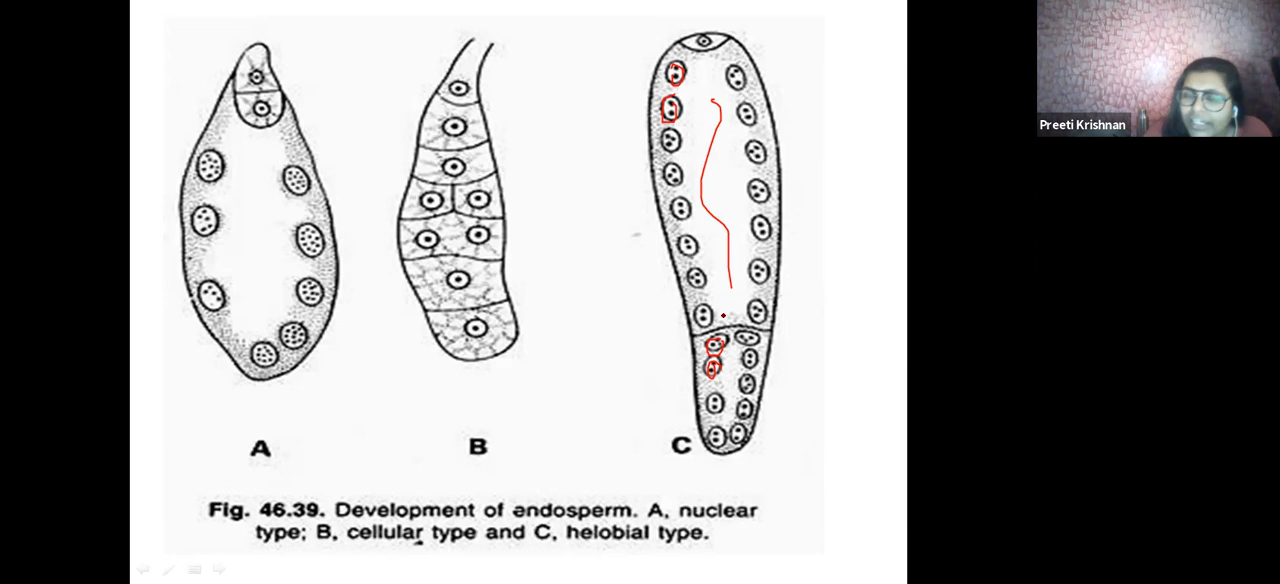 Preeti Krishnan
A
B
C
Fig. 46.39. Development of endosperm. A, nuclear
type; B, cellular type and C, helobial type.